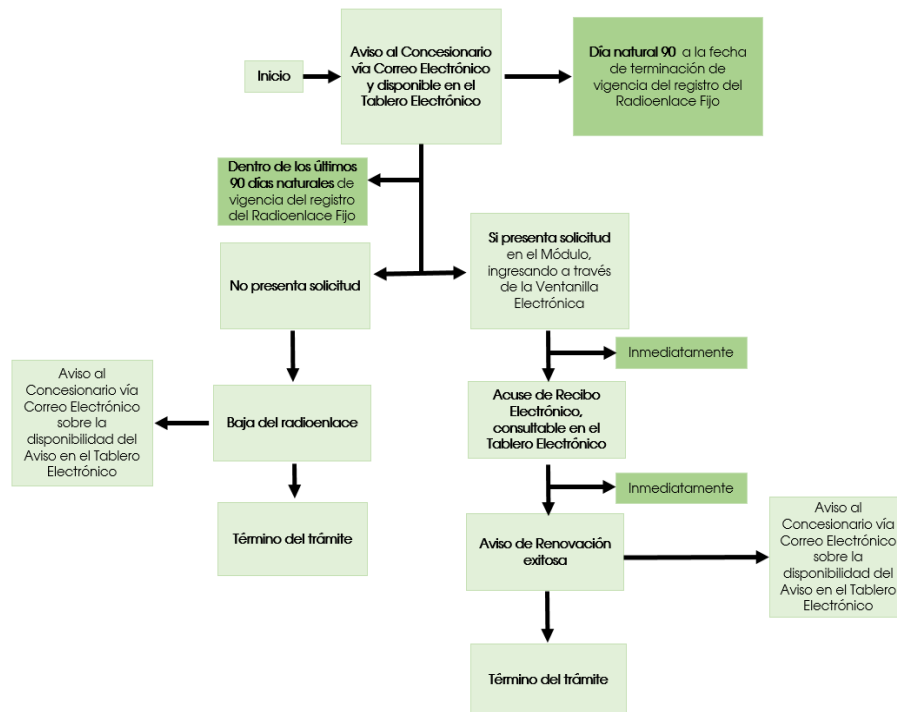 Inicio
Aviso al Concesionario
vía Correo Electrónico
y disponible en el
Tablero Electrónico
Día natural 90 a la fecha
de terminación de
vigencia del registro del
Radioenlace Fijo
Dentro de los últimos
90 días naturales de
vigencia del registro
del Radioenlace Fijo
No presenta solicitud
Si presenta solicitud
en el Módulo,
ingresando a través
de la Ventanilla
Electrónica
Inmediatamente
Aviso al
Concesionario vía
Correo Electrónico
sobre la
disponibilidad del
Aviso en el Tablero
Electrónico
Baja del radioenlace
Acuse de Recibo
Electrónico,
consultable en el
Tablero Electrónico
Inmediatamente
Término del trámite
Aviso de Renovación
exitosa
Aviso al
Concesionario vía
Correo Electrónico
sobre la
disponibilidad del
Aviso en el Tablero
Electrónico
Término del trámite